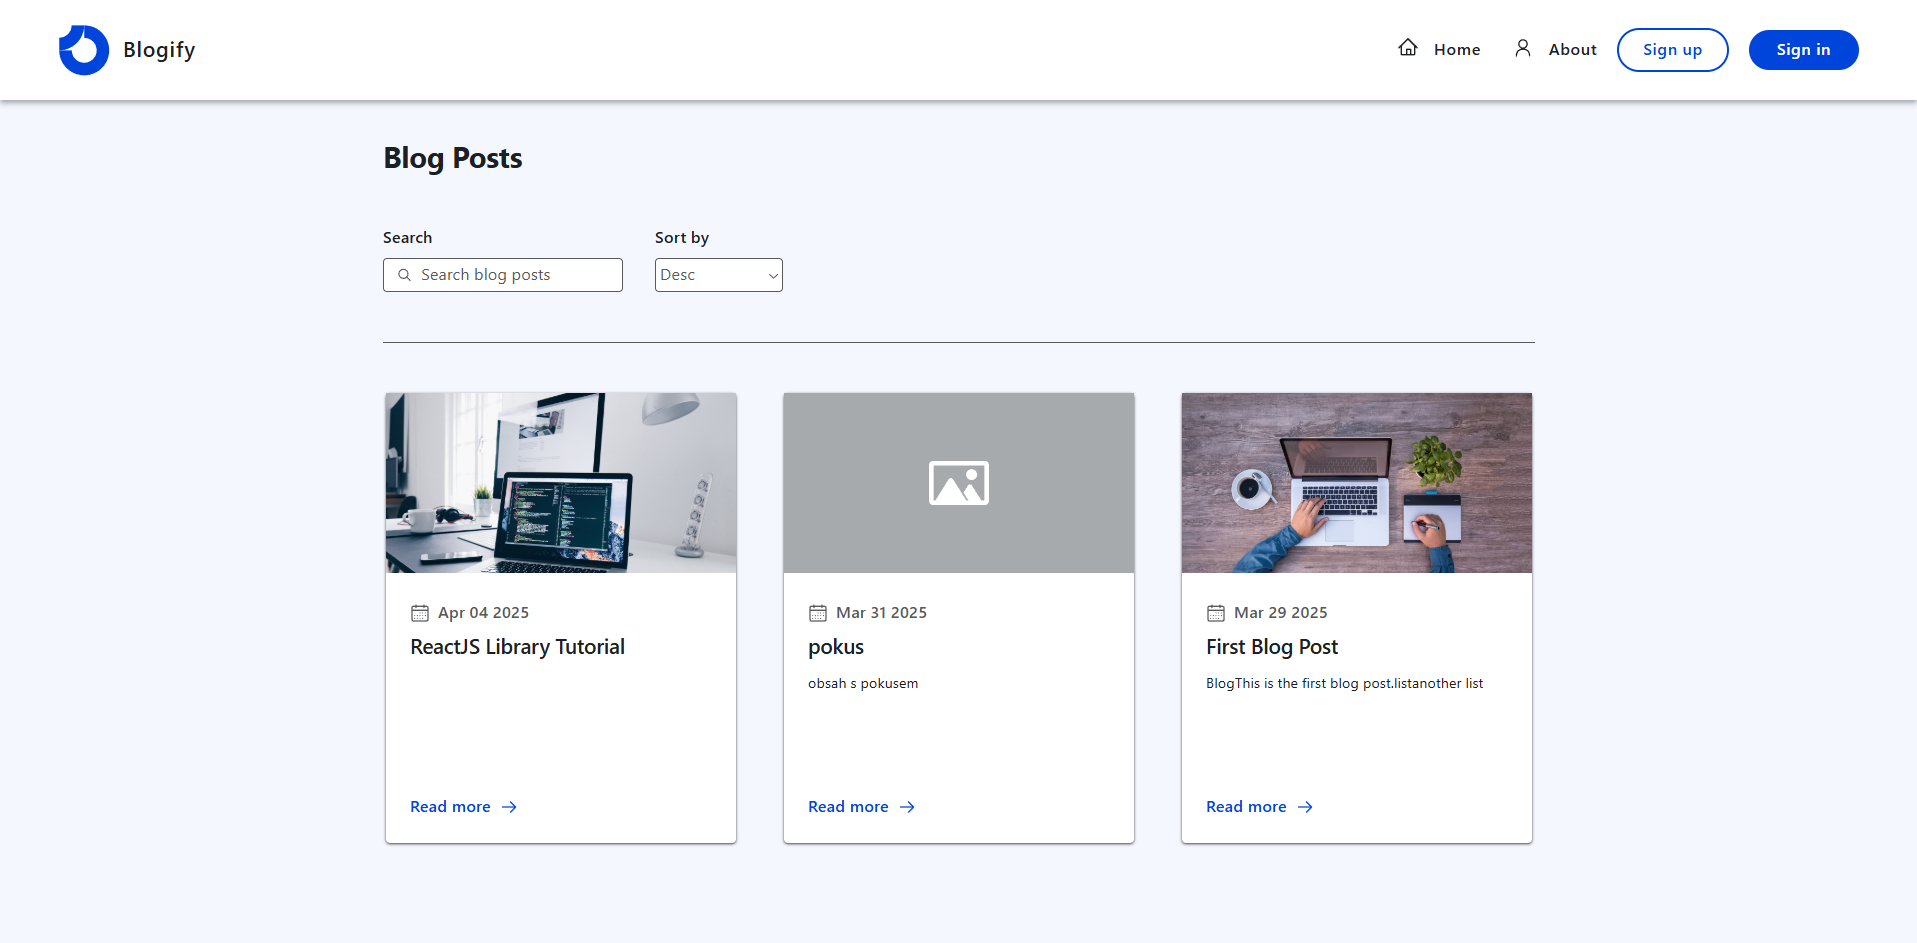 Blogify
Home
About
Sign up
Sign in
Blog Posts
Search
Sort by
Search blog posts
Desc
Apr 04 2025
ReactJS Library Tutorial
Read more
Mar 31 2025
pokus
obsah s pokusem
Read more
Mar 29 2025
First Blog Post
BlogThis is the first blog post.listanother list
Read more